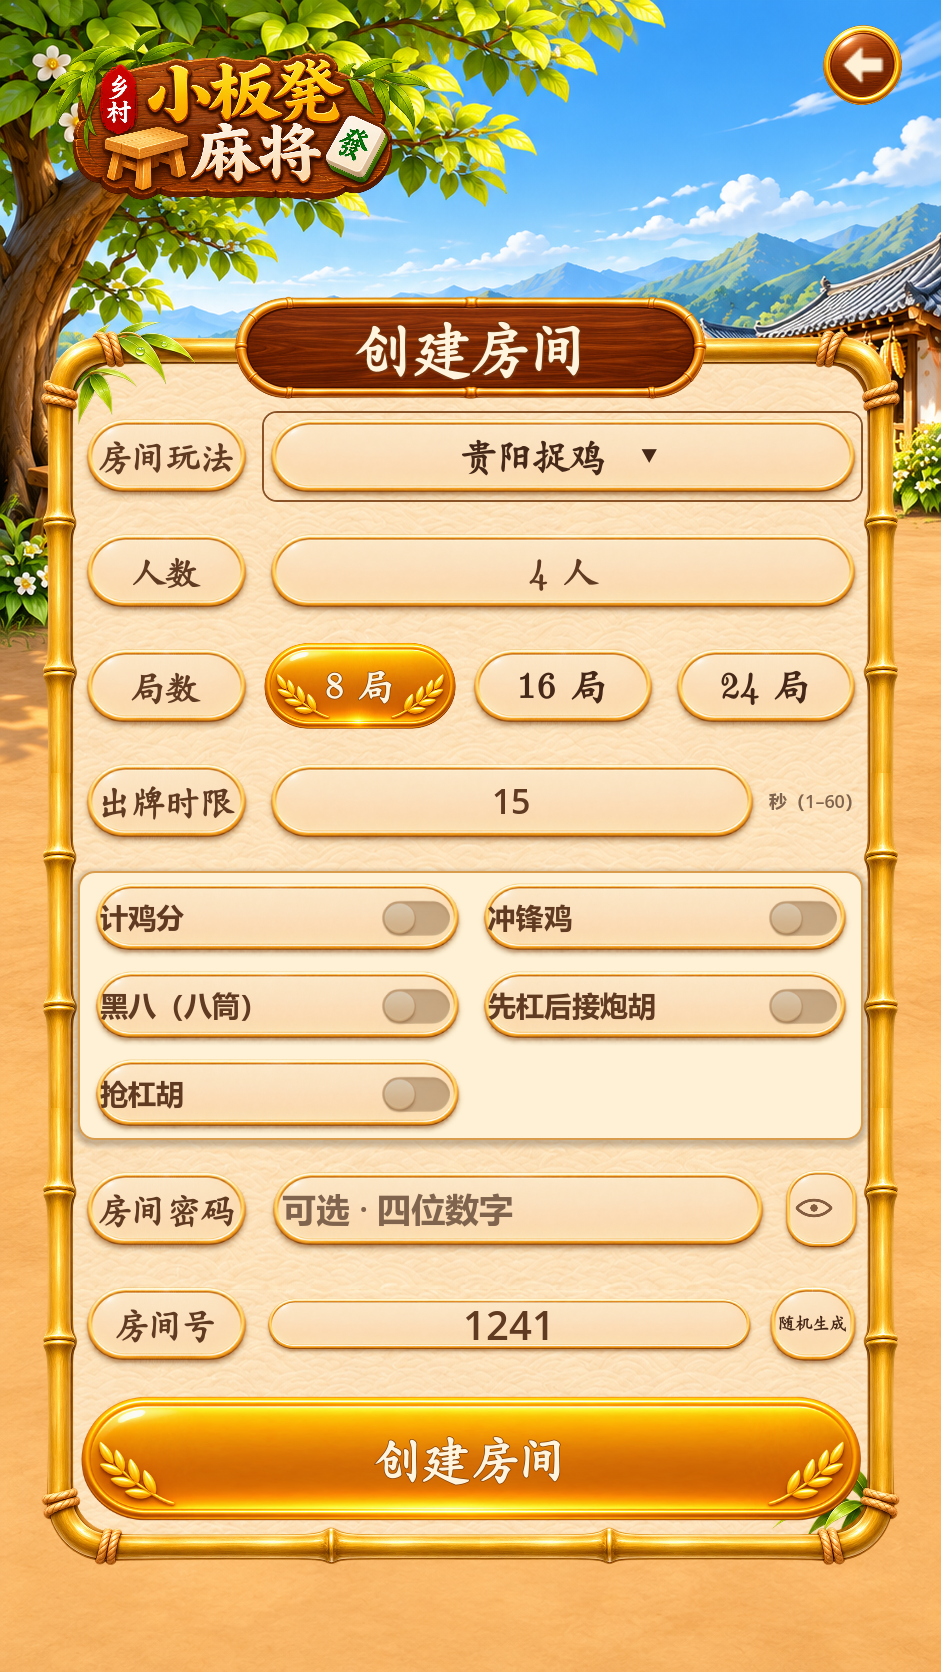 乡村
小板凳
麻将
發
创建房间
房间玩法
贵阳捉鸡 ▼
人数
4 人
局数
8 局
16 局
24 局
出牌时限
15
秒（1–60）
计鸡分
冲锋鸡
黑八（八筒）
先杠后接炮胡
抢杠胡
房间密码
可选 · 四位数字
房间号
1241
随机生成
创建房间